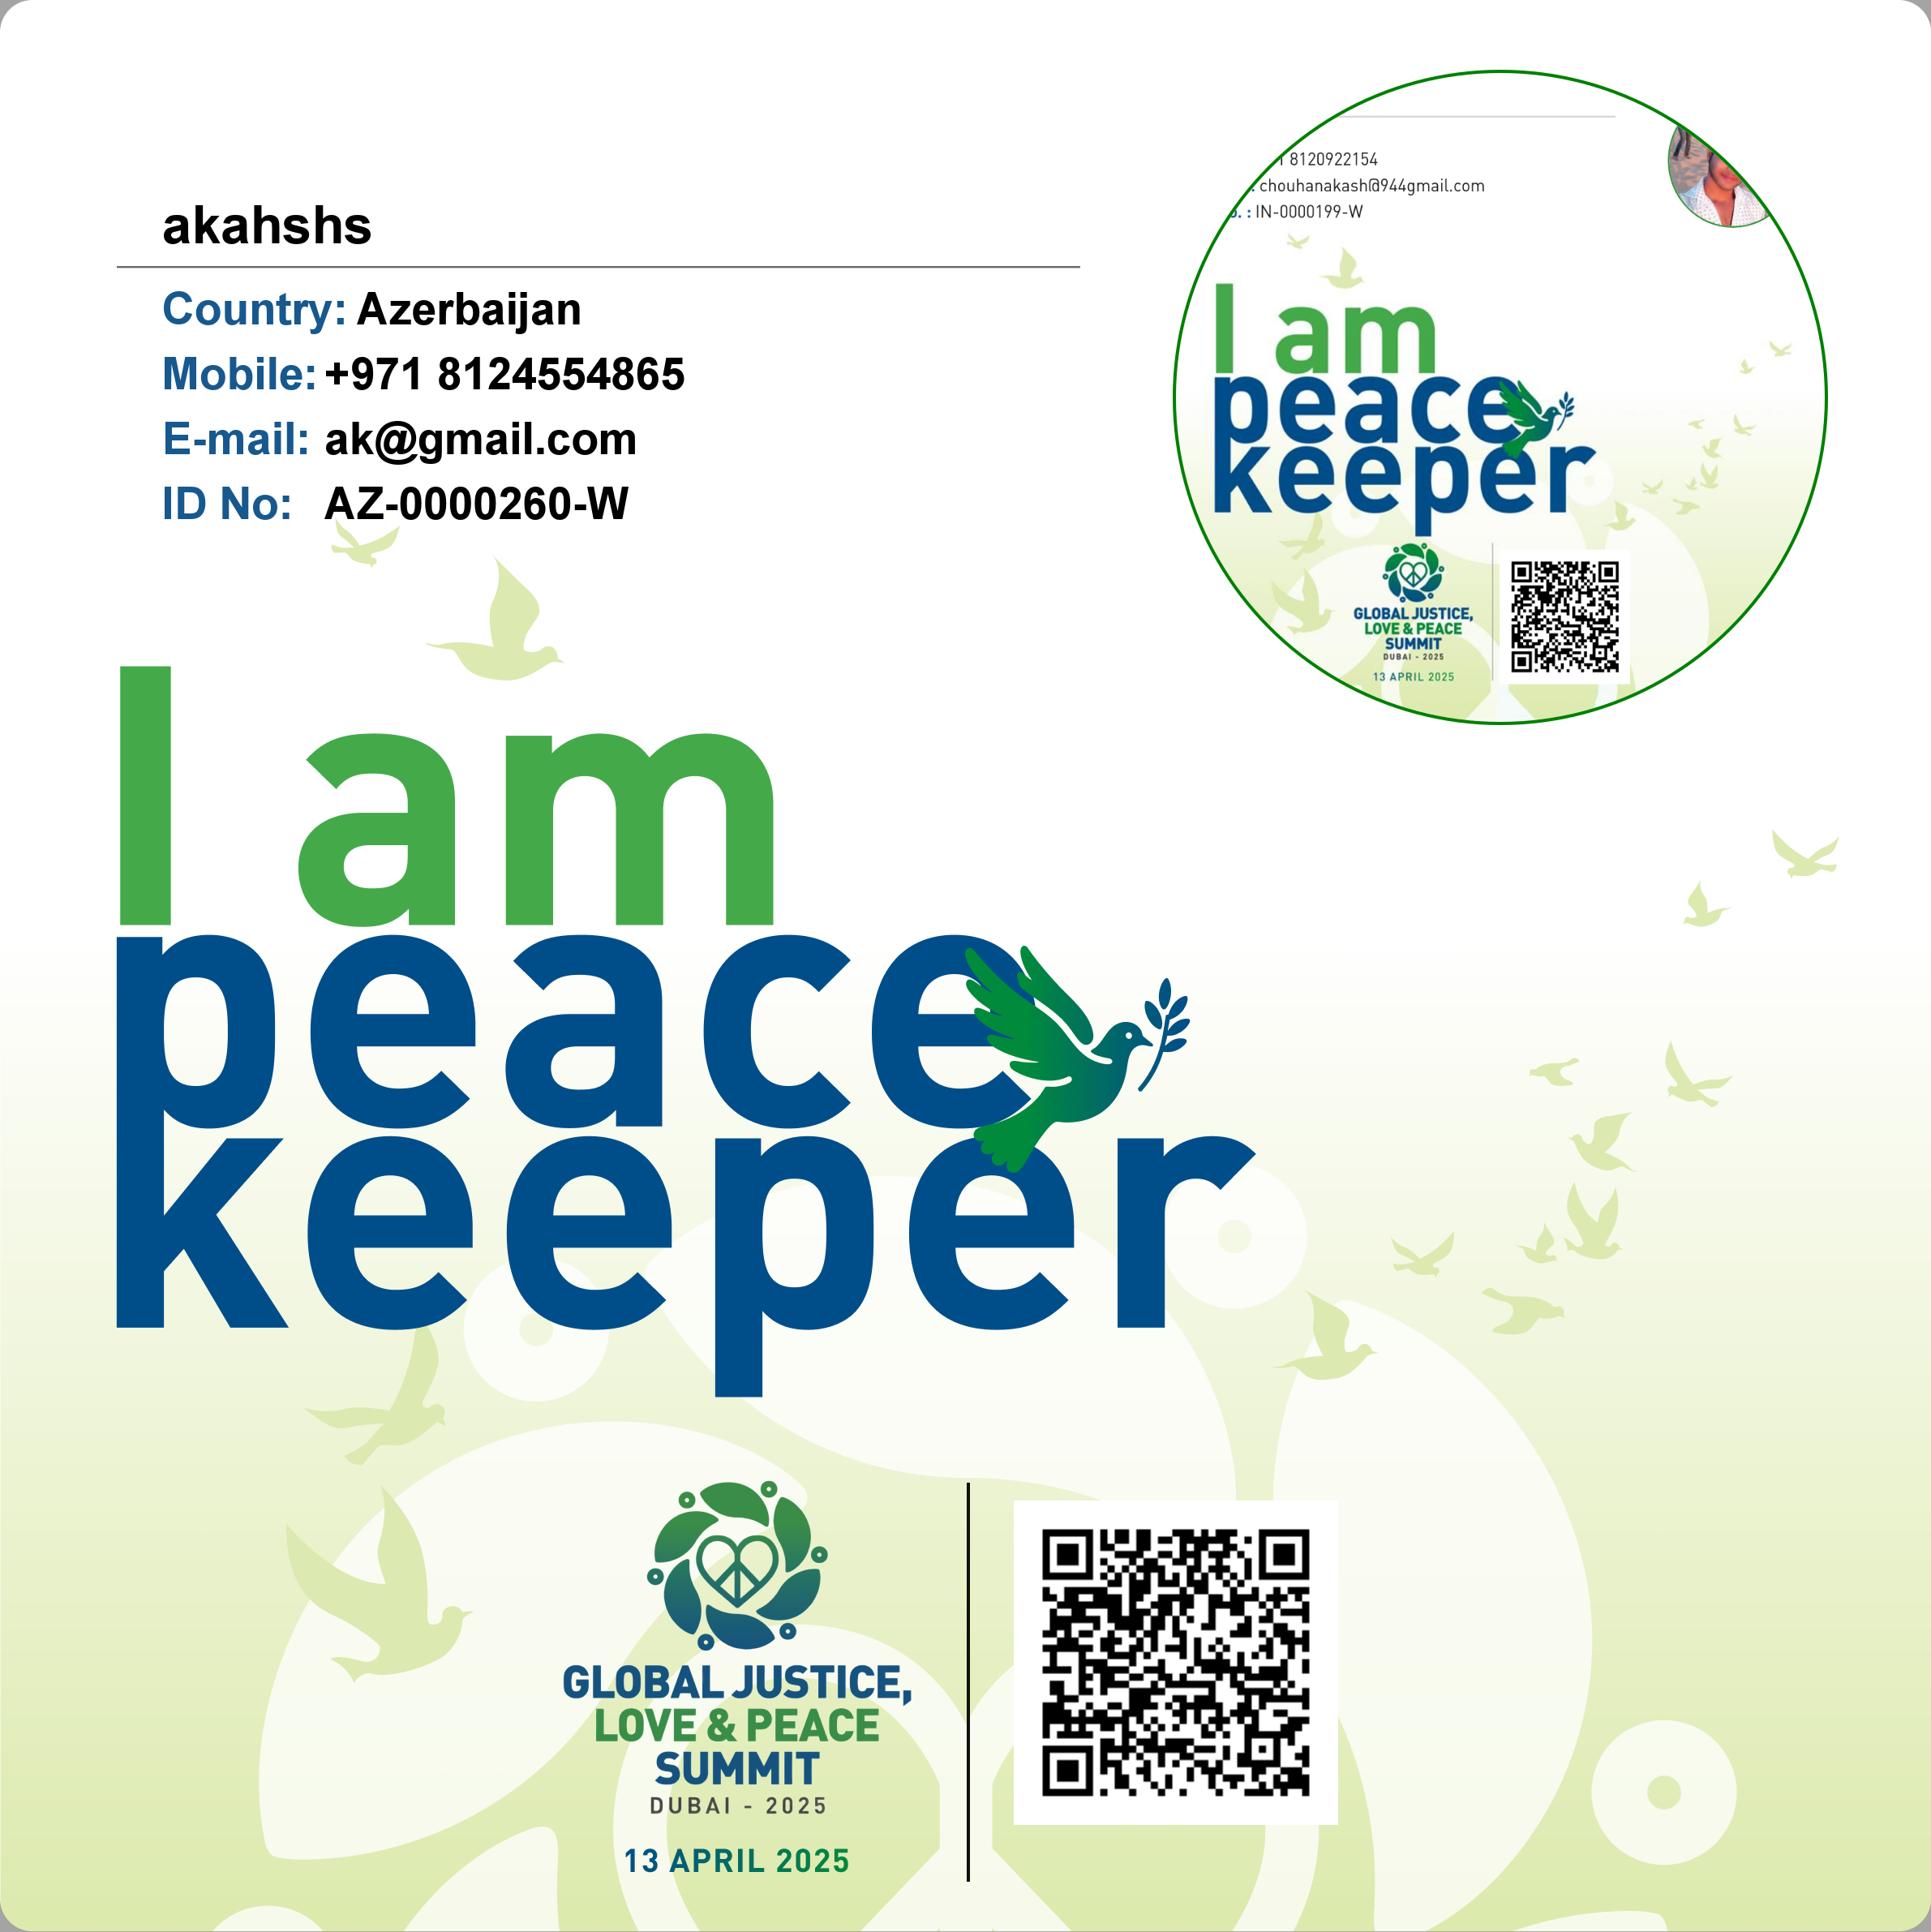 akahshs
Country: Azerbaijan
Mobile: +971 8124554865
E-mail: ak@gmail.com
ID No: AZ-0000260-W
8120922154
: chouhanakash@944gmail.com
. : IN-0000199-W
I am
peace
keeper
GLOBAL JUSTICE,
LOVE & PEACE
SUMMIT
DUBAI - 2025
13 APRIL 2025
I am
peace
keeper
GLOBAL JUSTICE,
LOVE & PEACE
SUMMIT
DUBAI - 2025
13 APRIL 2025